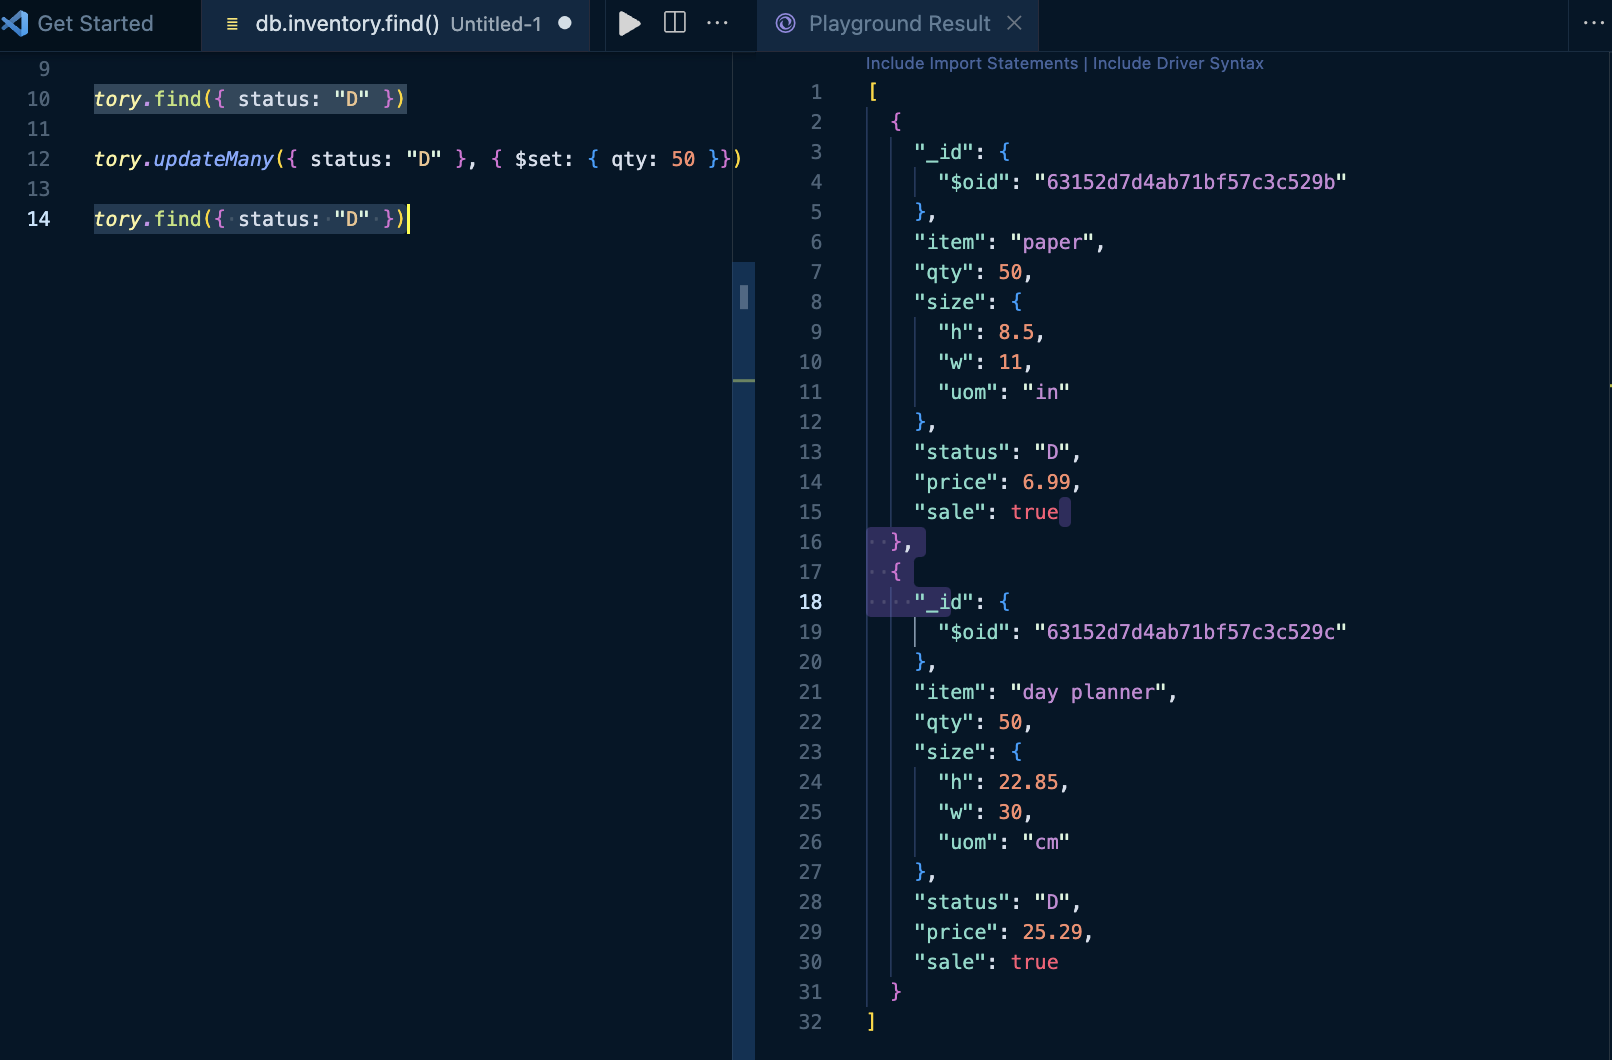 Get Started
db.inventory.find() Untitled-1
Playground Result
9
10 tory.find({ status: "D" })
11
12 tory.updateMany({ status: "D" }, { $set: { qty: 50 }})
13
14 tory.find({ status: "D" })
Include Import Statements | Include Driver Syntax
1 [
2 {
3 "_id": {
4 "$oid": "63152d7d4ab71bf57c3c529b"
5 },
6 "item": "paper",
7 "qty": 50,
8 "size": {
9 "h": 8.5,
10 "w": 11,
11 "uom": "in"
12 },
13 "status": "D",
14 "price": 6.99,
15 "sale": true
16 },
17 {
18 "_id": {
19 "$oid": "63152d7d4ab71bf57c3c529c"
20 },
21 "item": "day planner",
22 "qty": 50,
23 "size": {
24 "h": 22.85,
25 "w": 30,
26 "uom": "cm"
27 },
28 "status": "D",
29 "price": 25.29,
30 "sale": true
31 }
32 ]